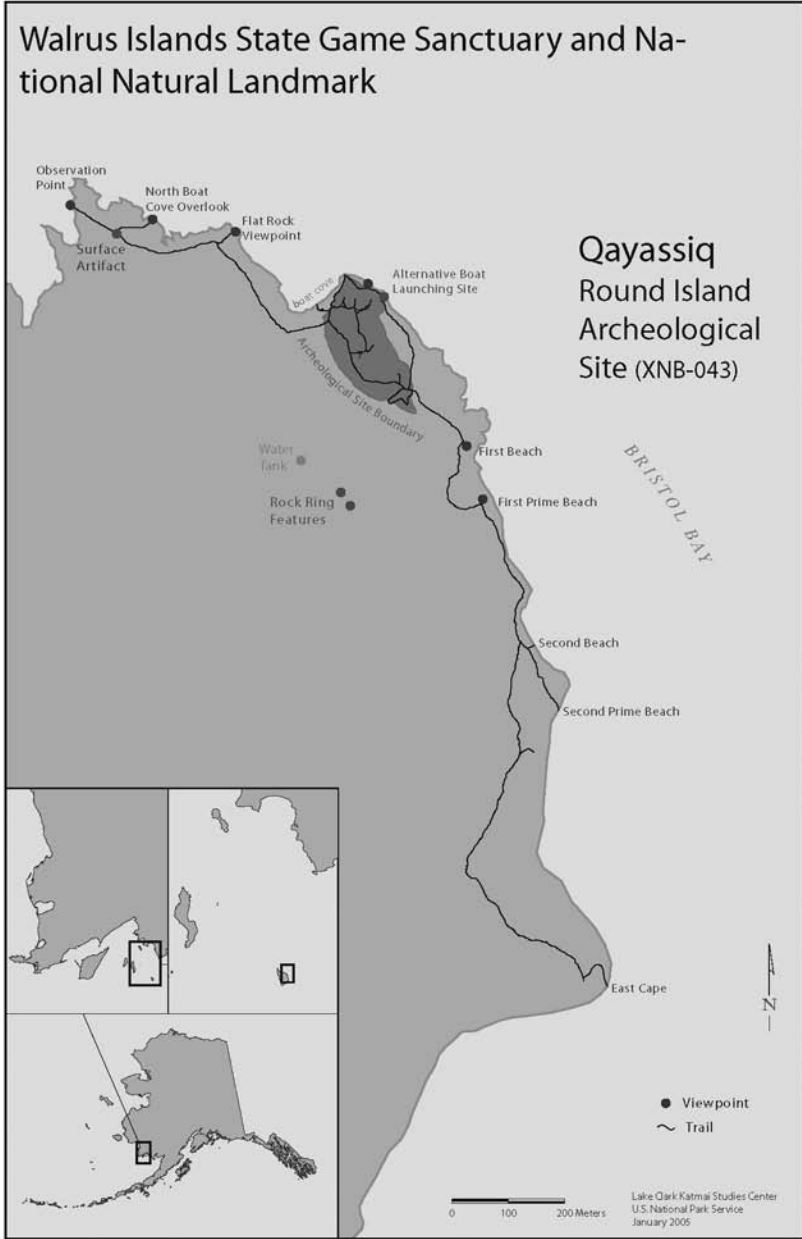 Walrus Islands State Game Sanctuary and Na-
tional Natural Landmark
Observation
Point
North Boat
Cove Overlook
Surface
Artifact
Flat Rock
Viewpoint
boat cove
Alternative Boat
Launching Site
Qayassiq
Round Island
Archeological
Site (XNB-043)
Archeological Site Boundary
First Beach
Water
Tank
Rock Ring
Features
First Prime Beach
BRISTOL BAY
Second Beach
Second Prime Beach
East Cape
N
Viewpoint
Trail
0 100 200 Meters
Lake Clark Katmai Studies Center
U.S. National Park Service
January 2005